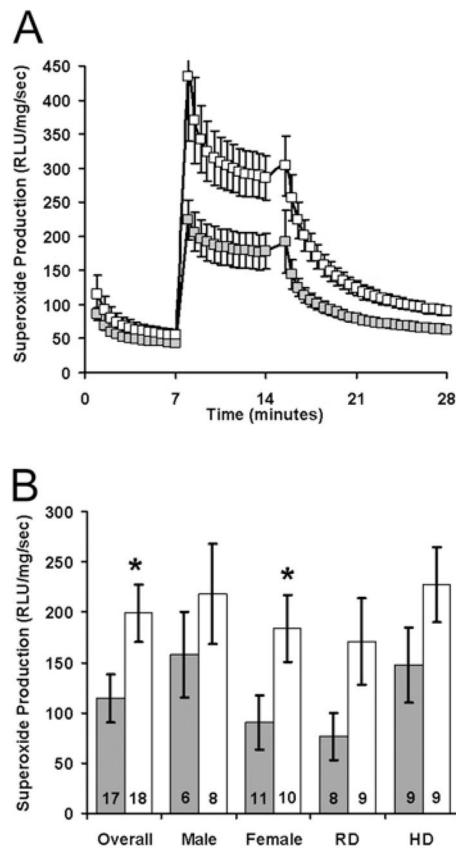 A
Superoxide Production (RLU/mg/sec)
450
400
350
300
250
200
150
100
50
0
0 7 14 21 28
Time (minutes)
B
Superoxide Production (RLU/mg/sec)
300
250
200
150
100
50
0
* *
17 18 6 8 11 10 8 9 9 9
Overall Male Female RD HD